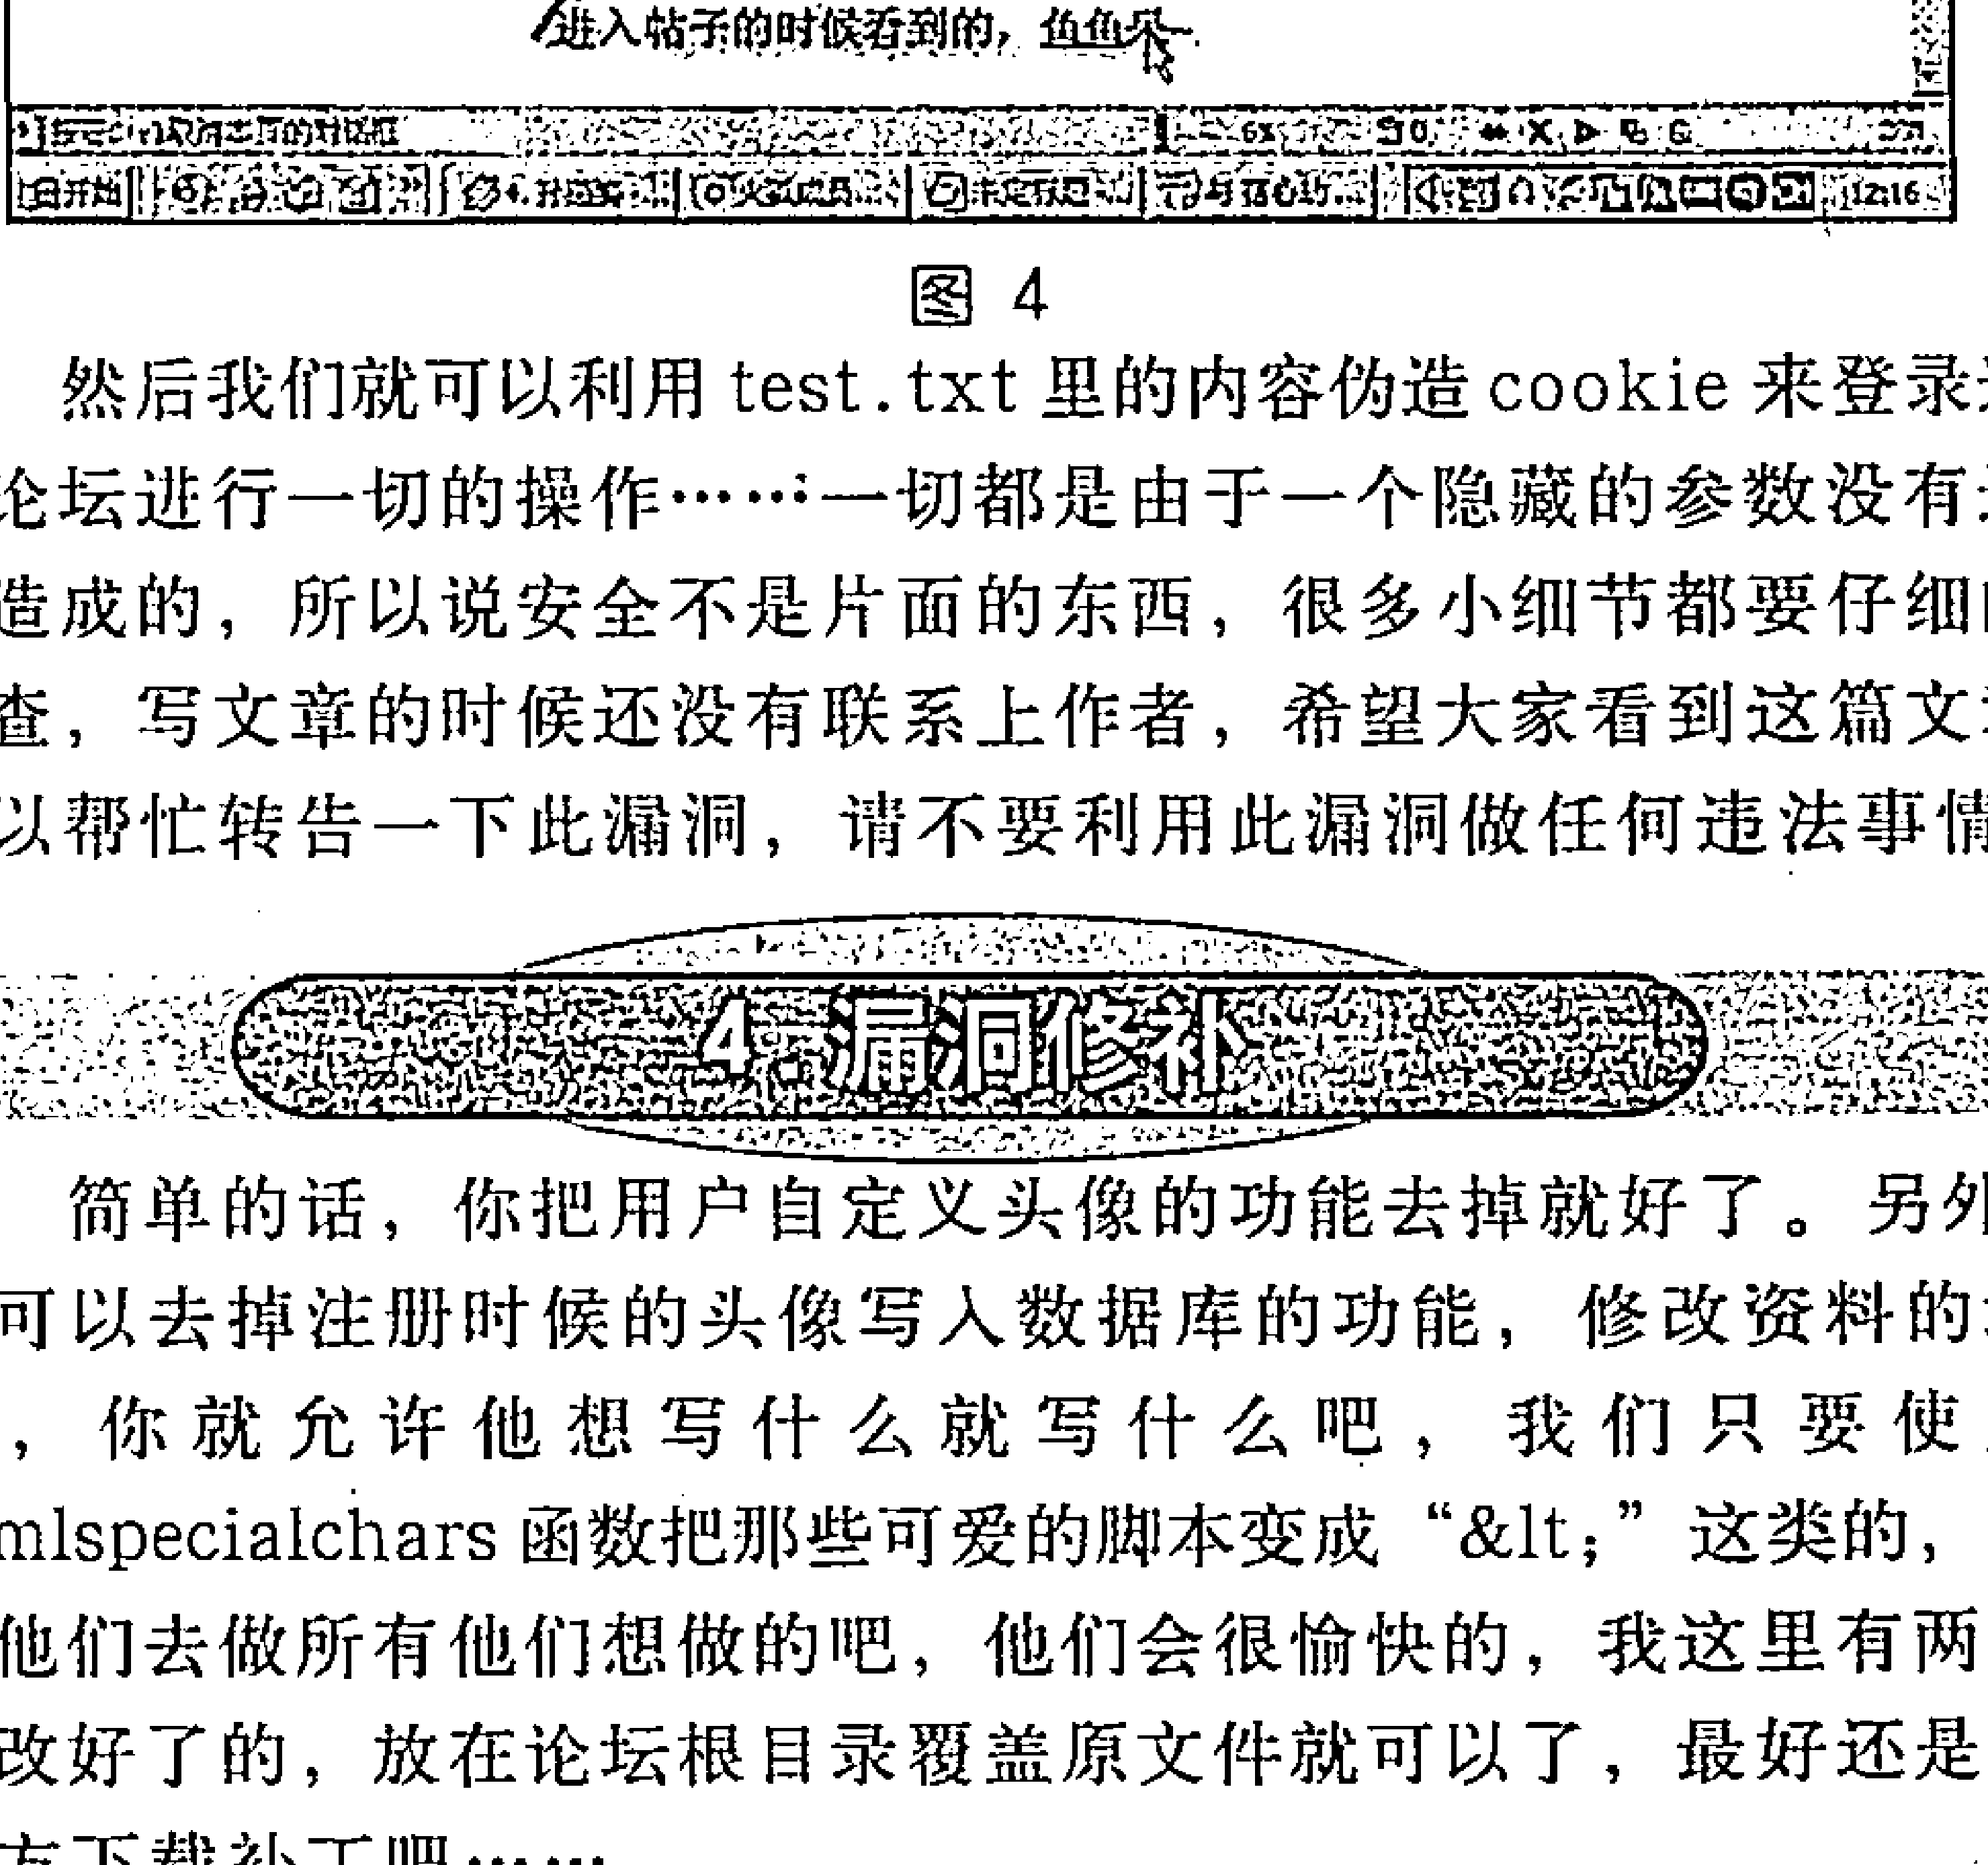 进入帖子的时候看到的，鱼鱼朵
开始
12:16
图 4
然后我们就可以利用 test.txt 里的内容伪造 cookie 来登录
论坛进行一切的操作……一切都是由于一个隐藏的参数没有
造成的，所以说安全不是片面的东西，很多小细节都要仔细
查，写文章的时候还没有联系上作者，希望大家看到这篇文
以帮忙转告一下此漏洞，请不要利用此漏洞做任何违法事情
4．漏洞修补
简单的话，你把用户自定义头像的功能去掉就好了。另外
可以去掉注册时候的头像写入数据库的功能，修改资料的
，你就允许他想写什么就写什么吧，我们只要使
mlspecialchars 函数把那些可爱的脚本变成“&lt;”这类的，
他们去做所有他们想做的吧，他们会很愉快的，我这里有两
改好了的，放在论坛根目录覆盖原文件就可以了，最好还是
方下载补丁吧……